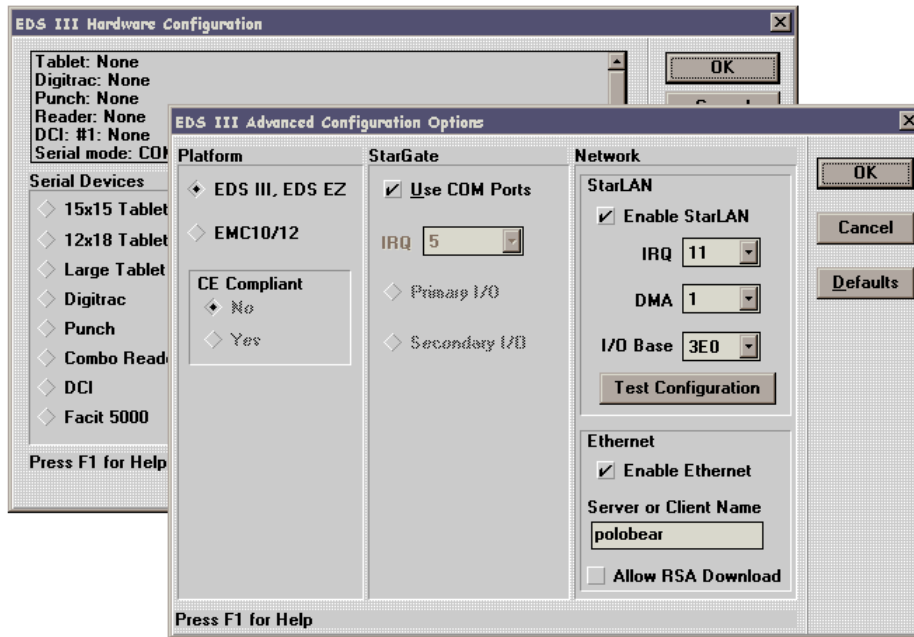 EDS III Hardware Configuration
Tablet: None
Digitrac: None
Punch: None
Reader: None
DCI: #1: None
Serial mode:
OK
Serial Devices
15x15 Tablet
12x18 Tablet
Large Tablet
Digitrac
Punch
Combo
DCI
Facit 5000
Press F1 for Help
EDS III Advanced Configuration Options
Platform
EDS III, EDS EZ
EMC10/12
CE Compliant
No
Yes
StarGate
Use COM Ports
IRQ 5
Primary I/O
Secondary I/O
Network
StarLAN
Enable StarLAN
IRQ 11
DMA 1
I/O Base 3E0
Test Configuration
Ethernet
Enable Ethernet
Server or Client Name
polobear
Allow RSA Download
OK
Cancel
Defaults
Press F1 for Help